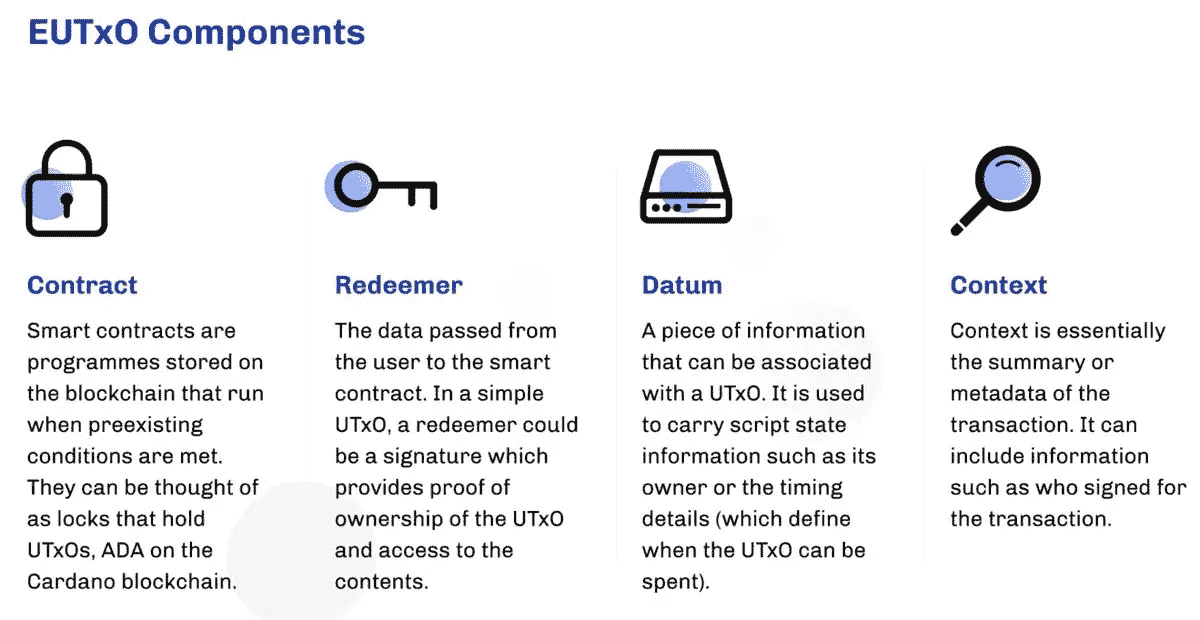 EUTxO Components
Contract
Smart contracts are
programmes stored on
the blockchain that run
when preexisting
conditions are met.
They can be thought of
as locks that hold
UTxOs, ADA on the
Cardano blockchain.
Redeemer
The data passed from
the user to the smart
contract. In a simple
UTxO, a redeemer could
be a signature which
provides proof of
ownership of the UTxO
and access to the
contents.
Datum
A piece of information
that can be associated
with a UTxO. It is used
to carry script state
information such as its
owner or the timing
details (which define
when the UTxO can be
spent).
Context
Context is essentially
the summary or
metadata of the
transaction. It can
include information
such as who signed for
the transaction.